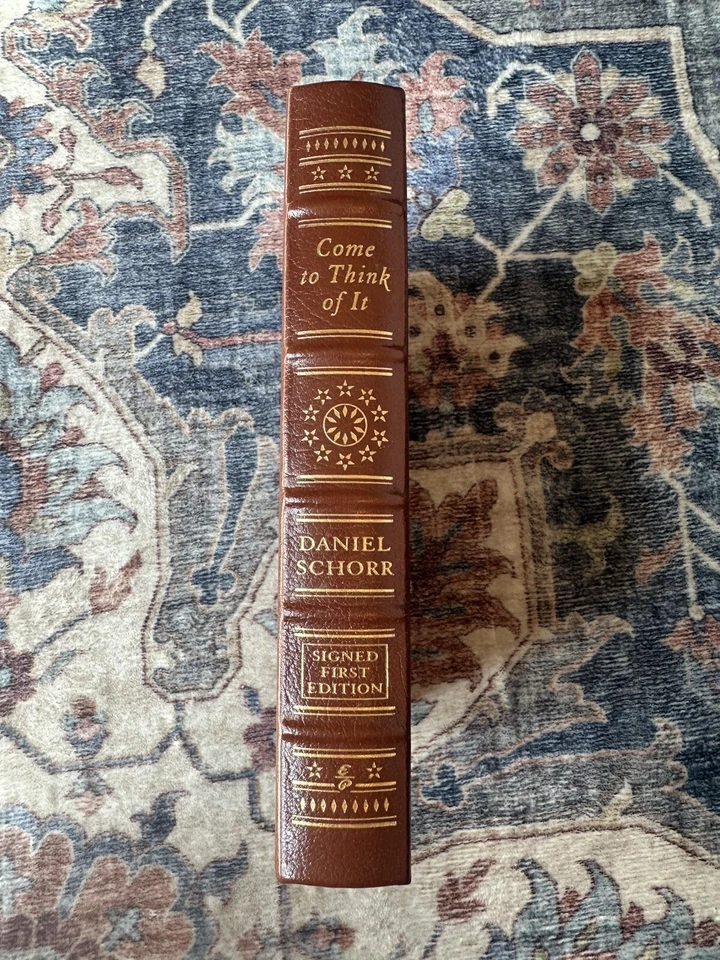 Come
to Think
of It
DANIEL
SCHORR
SIGNED
FIRST
EDITION